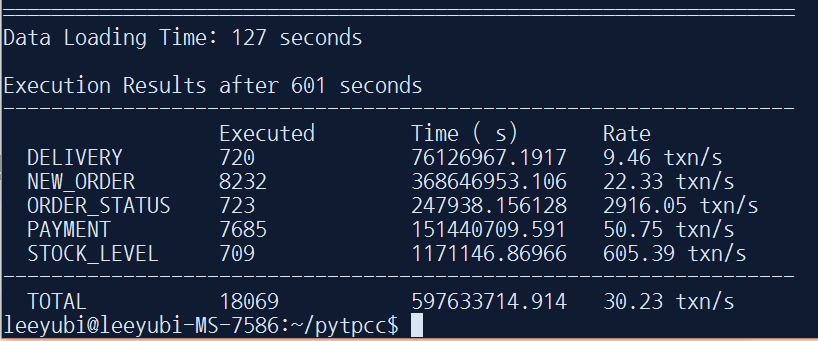 ==================================================================
Data Loading Time: 127 seconds
Execution Results after 601 seconds
------------------------------------------------------------------
Executed Time ( s) Rate
DELIVERY 720 76126967.1917 9.46 txn/s
NEW_ORDER 8232 368646953.106 22.33 txn/s
ORDER_STATUS 723 247938.156128 2916.05 txn/s
PAYMENT 7685 151440709.591 50.75 txn/s
STOCK_LEVEL 709 1171146.86966 605.39 txn/s
------------------------------------------------------------------
TOTAL 18069 597633714.914 30.23 txn/s
leeyubi@leeyubi-MS-7586:~/pytpcc$